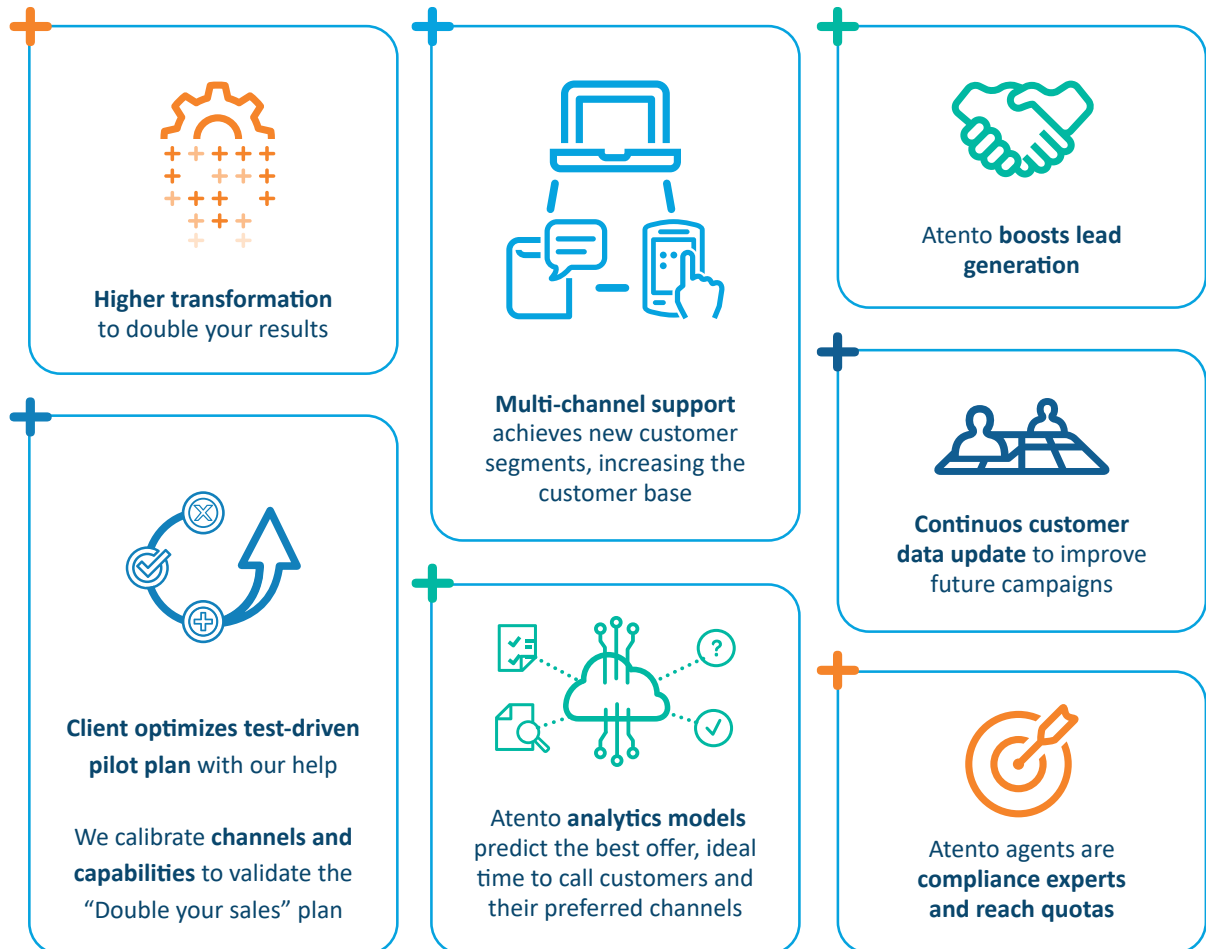 Higher transformation
to double your results
Client optimizes test-driven
pilot plan with our help
We calibrate channels and
capabilities to validate the
“Double your sales” plan
Multi-channel support
achieves new customer
segments, increasing the
customer base
?
Atento analytics models
predict the best offer, ideal
time to call customers and
their preferred channels
Atento boosts lead
generation
Continuos customer
data update to improve
future campaigns
Atento agents are
compliance experts
and reach quotas